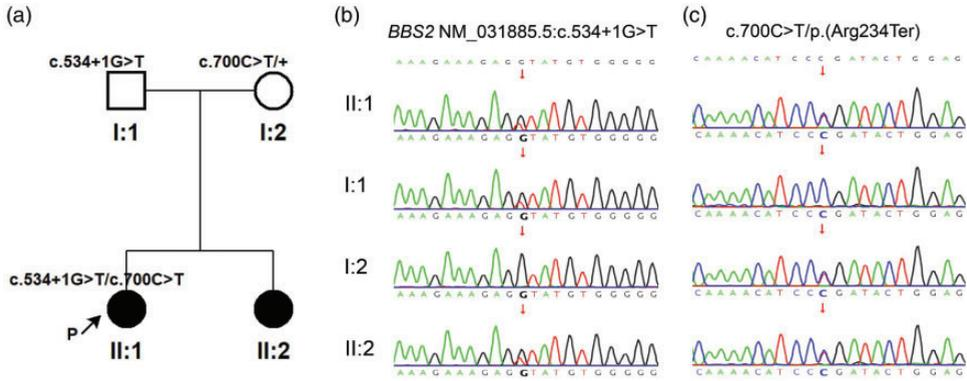 (a)
c.534+1G>T
c.700C>T/+
I:1
I:2
c.534+1G>T/c.700C>T
P
II:1
II:2
(b)
BBS2 NM_031885.5:c.534+1G>T
A A A G A A A G A G G T A T G T G G G G G
II:1
A A A G A A A G A G G T A T G T G G G G G
I:1
A A A G A A A G A G G T A T G T G G G G G
I:2
A A A G A A A G A G G T A T G T G G G G G
II:2
A A A G A A A G A G G T A T G T G G G G G
(c)
c.700C>T/p.(Arg234Ter)
C A A A A C A T C C C G A T A C T G G A G
C A A A A C A T C C C G A T A C T G G A G
C A A A A C A T C C C G A T A C T G G A G
C A A A A C A T C C C G A T A C T G G A G
C A A A A C A T C C C G A T A C T G G A G